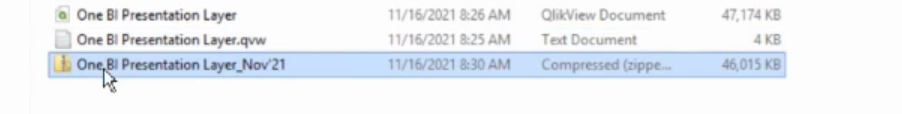 One BI Presentation Layer 11/16/2021 8:26 AM QlikView Document 47,174 KB
One BI Presentation Layer.qvw 11/16/2021 8:25 AM Text Document 4 KB
One BI Presentation Layer_Nov'21 11/16/2021 8:30 AM Compressed (zippe... 46,015 KB